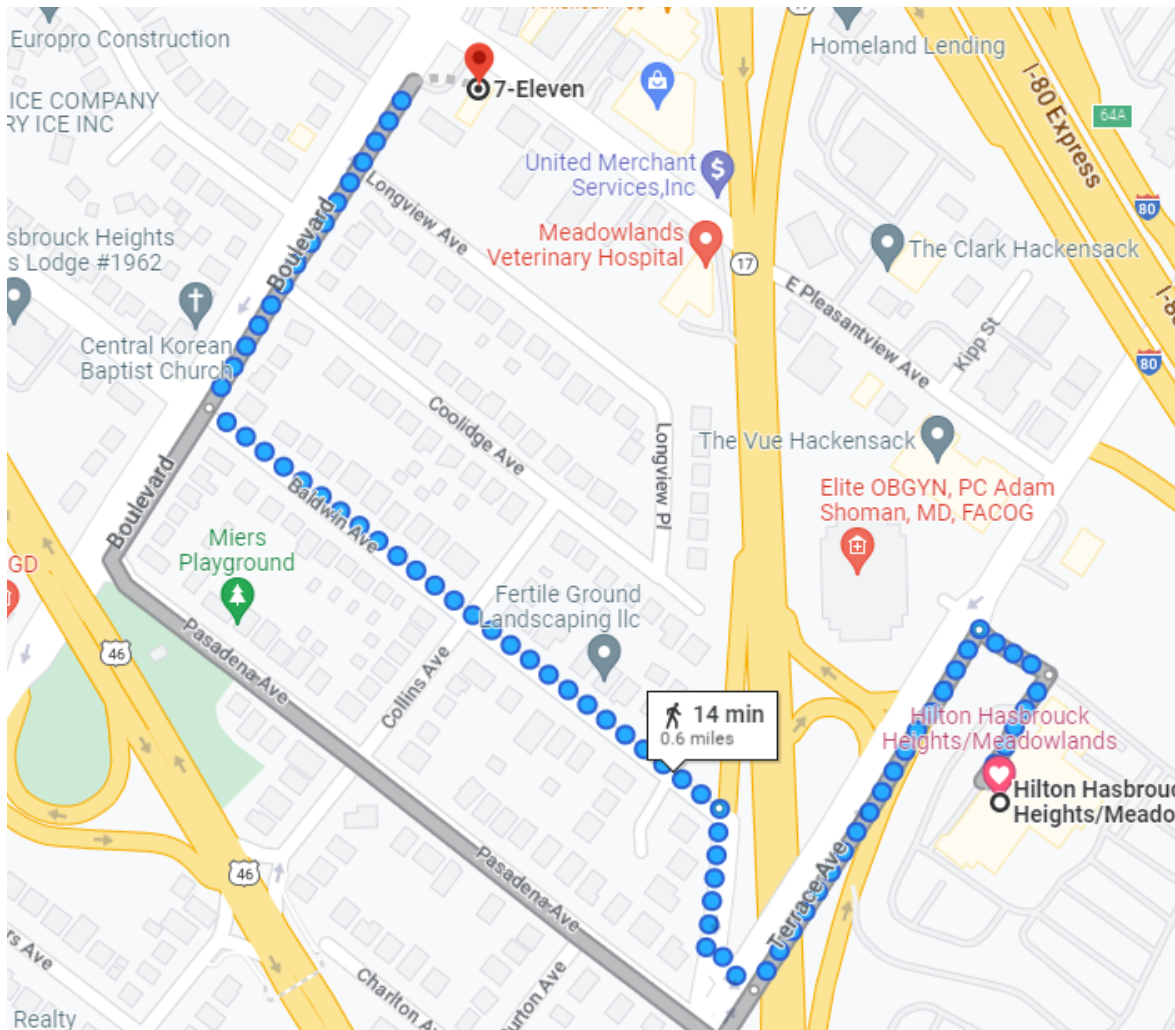 Europro Construction
ICE COMPANY
RY ICE INC
7-Eleven
Homeland Lending
I-80 Express
64A
80
United Merchant
Services,Inc
$
Longview Ave
Meadowlands
Veterinary Hospital
17
The Clark Hackensack
sbrouck Heights
s Lodge #1962
Boulevard
E Pleasantview Ave
Kipp St
80
Central Korean
Baptist Church
Coolidge Ave
The Vue Hackensack
Longview Pl
Boulevard
Baldwin Ave
Elite OBGYN, PC Adam
Shoman, MD, FACOG
Miers
Playground
GD
Fertile Ground
Landscaping llc
46
Pasadena Ave
Collins Ave
14 min
0.6 miles
Hilton Hasbrouck
Heights/Meadowlands
Hilton Hasbrouc
Heights/Meado
46
Pasadena Ave
Terrace Ave
rs Ave
Charlton Av
urton Ave
Realty